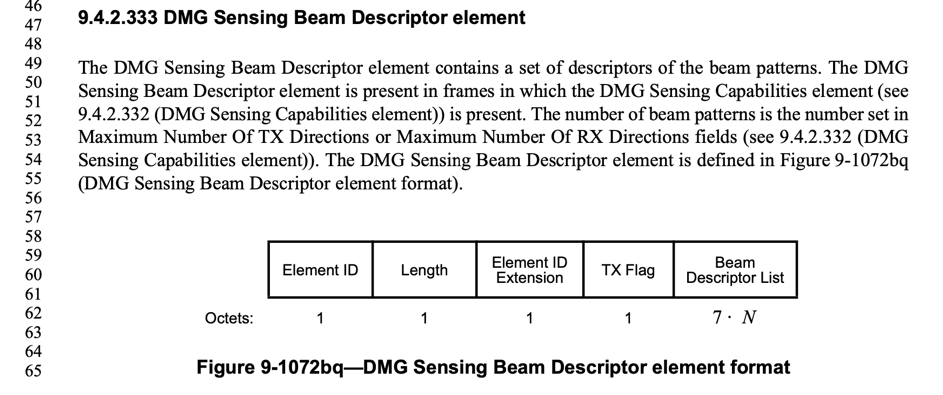 46
47 9.4.2.333 DMG Sensing Beam Descriptor element
48
49 The DMG Sensing Beam Descriptor element contains a set of descriptors of the beam patterns. The DMG
50 Sensing Beam Descriptor element is present in frames in which the DMG Sensing Capabilities element (see
51 9.4.2.332 (DMG Sensing Capabilities element)) is present. The number of beam patterns is the number set in
52
53 Maximum Number Of TX Directions or Maximum Number Of RX Directions fields (see 9.4.2.332 (DMG
54 Sensing Capabilities element)). The DMG Sensing Beam Descriptor element is defined in Figure 9-1072bq
55 (DMG Sensing Beam Descriptor element format).
56
57
58
59
60 Element ID Length Element ID Extension TX Flag Beam Descriptor List
61
62 Octets: 1 1 1 1 7 · N
63
64
65 Figure 9-1072bq—DMG Sensing Beam Descriptor element format